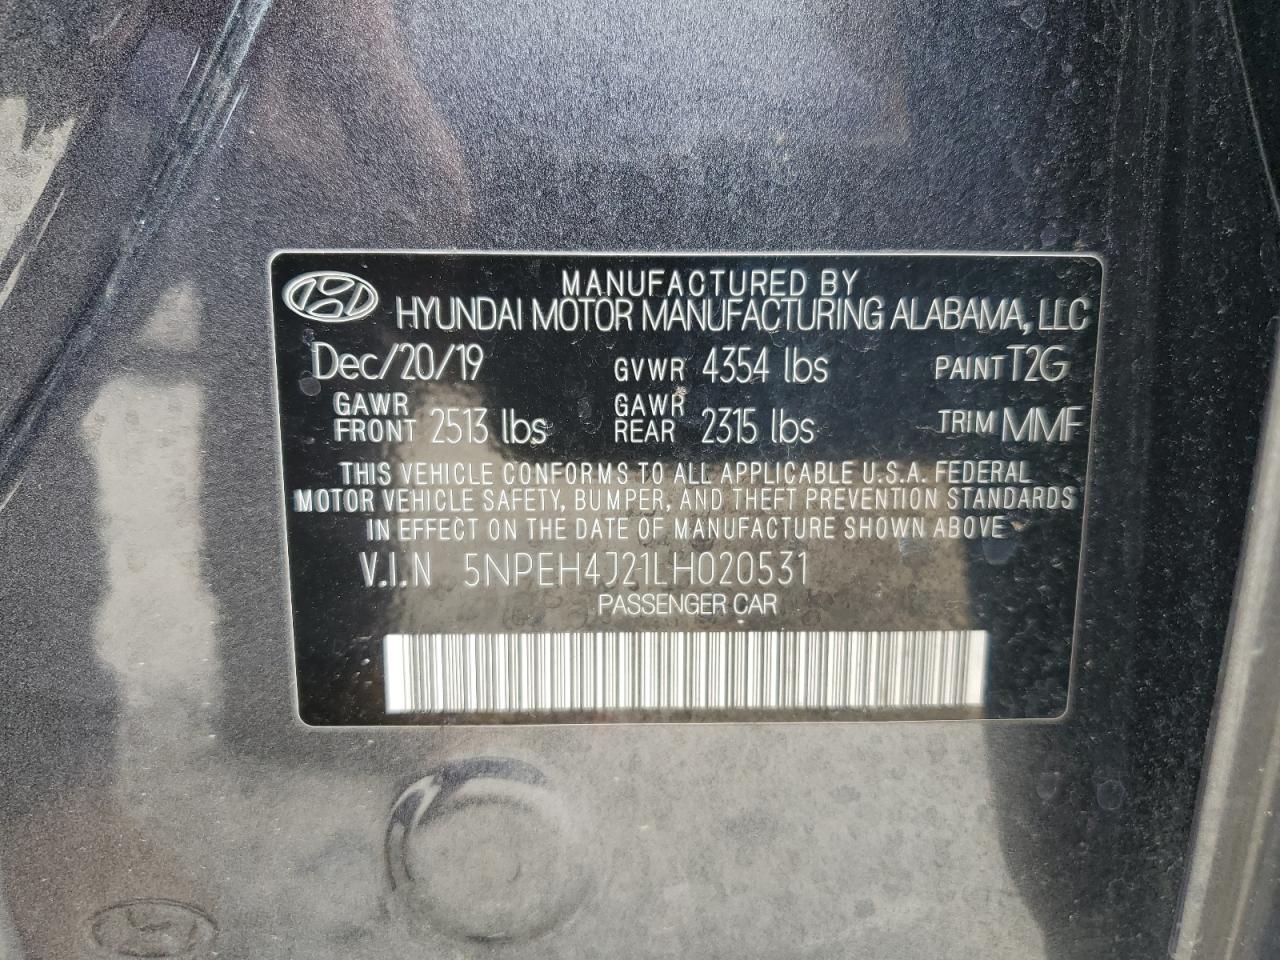 MANUFACTURED BY
HYUNDAI MOTOR MANUFACTURING ALABAMA, LLC
Dec/20/19 GVWR 4354 lbs PAINT T2G
GAWR FRONT 2513 lbs GAWR REAR 2315 lbs TRIM MMF
THIS VEHICLE CONFORMS TO ALL APPLICABLE U.S.A. FEDERAL
MOTOR VEHICLE SAFETY, BUMPER, AND THEFT PREVENTION STANDARDS
IN EFFECT ON THE DATE OF MANUFACTURE SHOWN ABOVE
V.I.N 5NPEH4J21LH020531
PASSENGER CAR